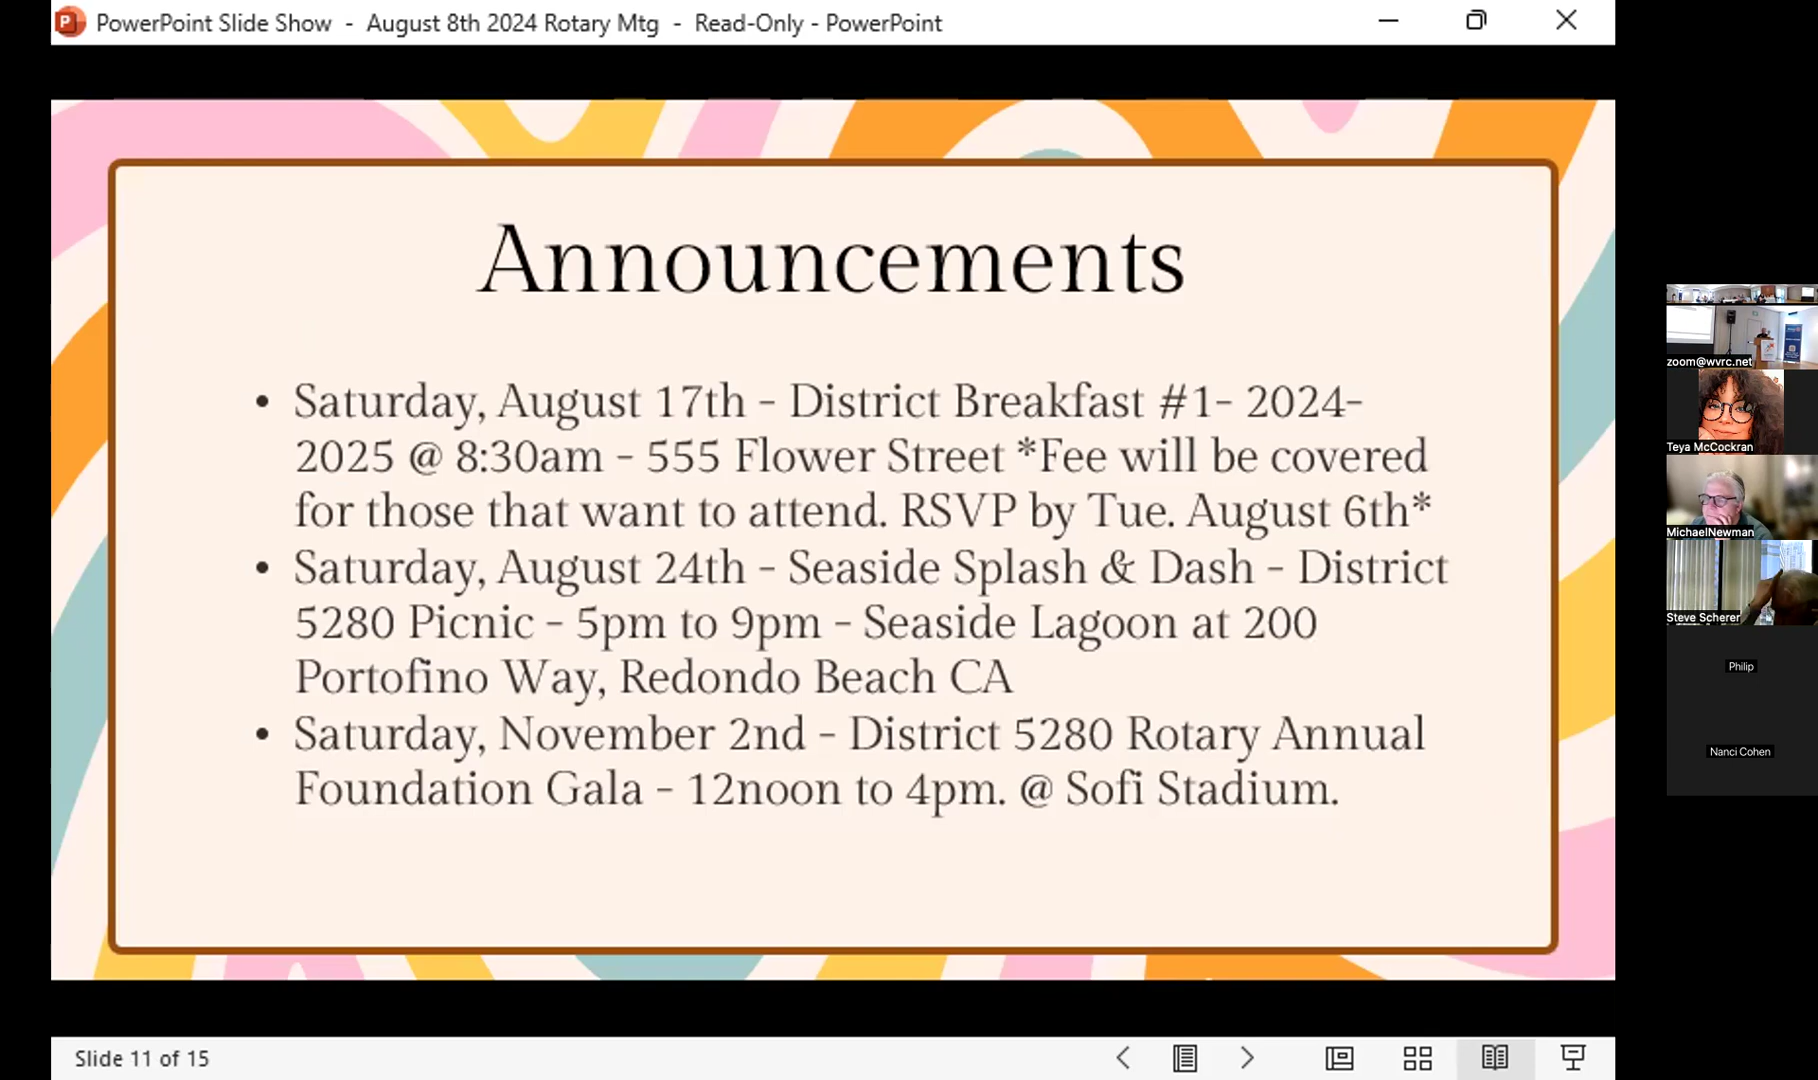 PowerPoint Slide Show - August 8th 2024 Rotary Mtg - Read-Only - PowerPoint
Announcements
• Saturday, August 17th - District Breakfast #1- 2024-
2025 @ 8:30am - 555 Flower Street *Fee will be covered
for those that want to attend. RSVP by Tue. August 6th*
• Saturday, August 24th - Seaside Splash & Dash - District
5280 Picnic - 5pm to 9pm - Seaside Lagoon at 200
Portofino Way, Redondo Beach CA
• Saturday, November 2nd - District 5280 Rotary Annual
Foundation Gala - 12noon to 4pm. @ Sofi Stadium.
Slide 11 of 15
zoom@wvrc.net
Teya McCockran
MichaelNewman
Steve Scherer
Philip
Nanci Cohen